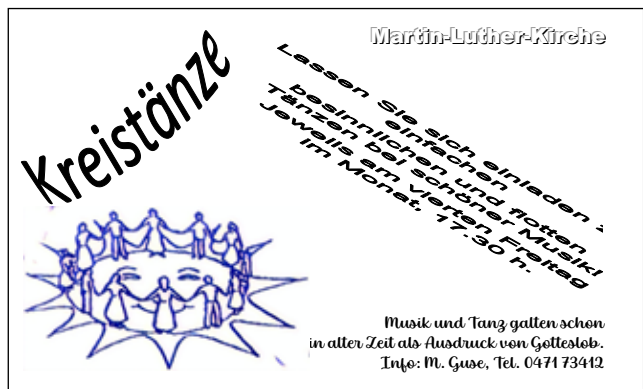 Martin-Luther-Kirche
Kreistänze
Lassen Sie sich einladen
einfachen
besinnlichen und flotten
Tänzen bei schöner Musik!
Jeweils am vierten Freitag
im Monat, 17.30 h.
Musik und Tanz galten schon
in alter Zeit als Ausdruck von Gotteslob.
Info: M. Guse, Tel. 0471 73412